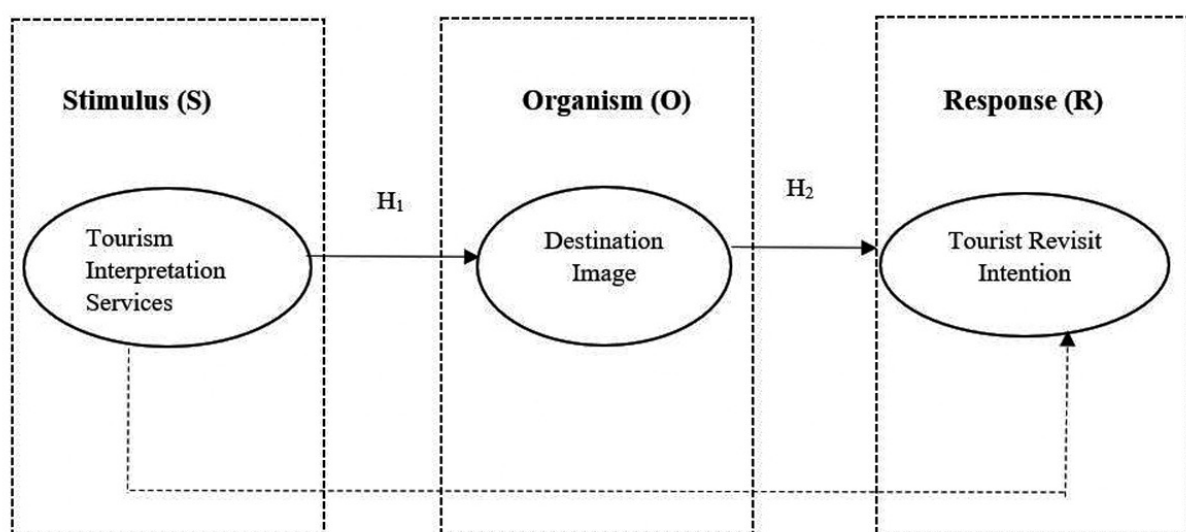 Stimulus (S)
Organism (O)
Response (R)
H₁
H₂
Tourism
Interpretation
Services
Destination
Image
Tourist Revisit
Intention